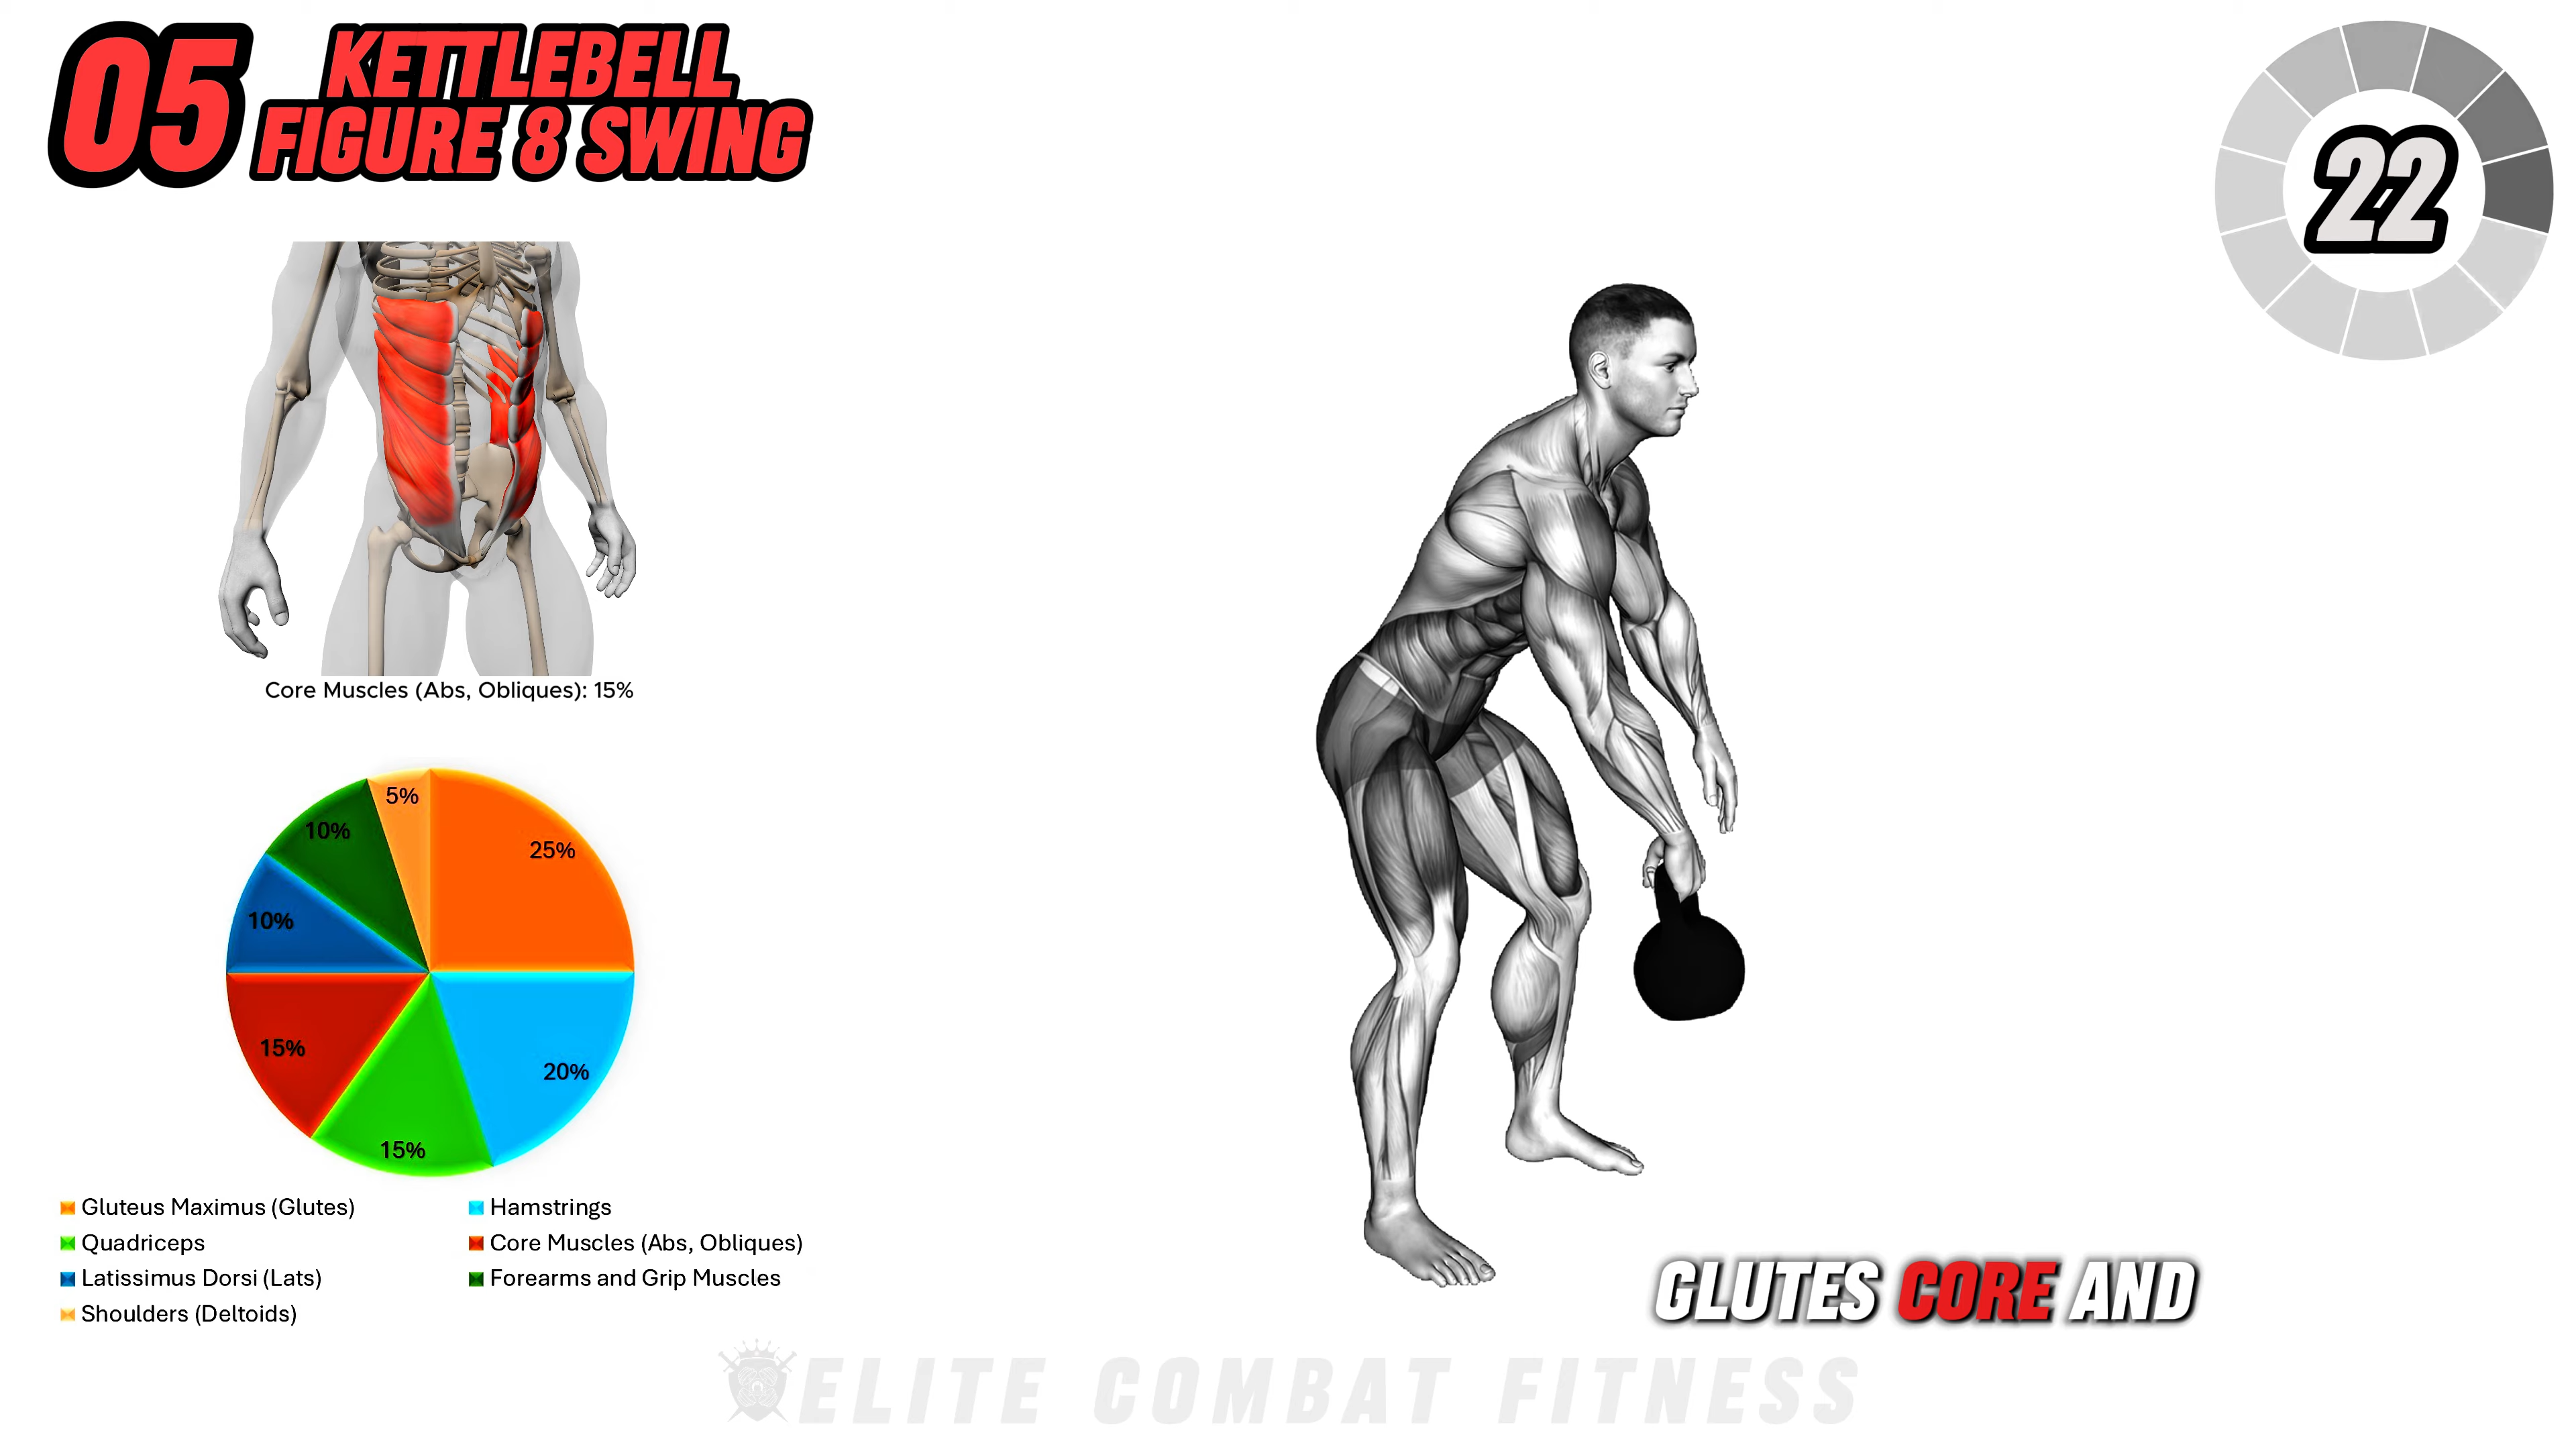 05
KETTLEBELL
FIGURE 8 SWING
22
Core Muscles (Abs, Obliques): 15%
5%
25%
10%
10%
15%
20%
15%
Gluteus Maximus (Glutes)
Hamstrings
Quadriceps
Core Muscles (Abs, Obliques)
Latissimus Dorsi (Lats)
Forearms and Grip Muscles
Shoulders (Deltoids)
GLUTES CORE AND
ELITE COMBAT FITNESS